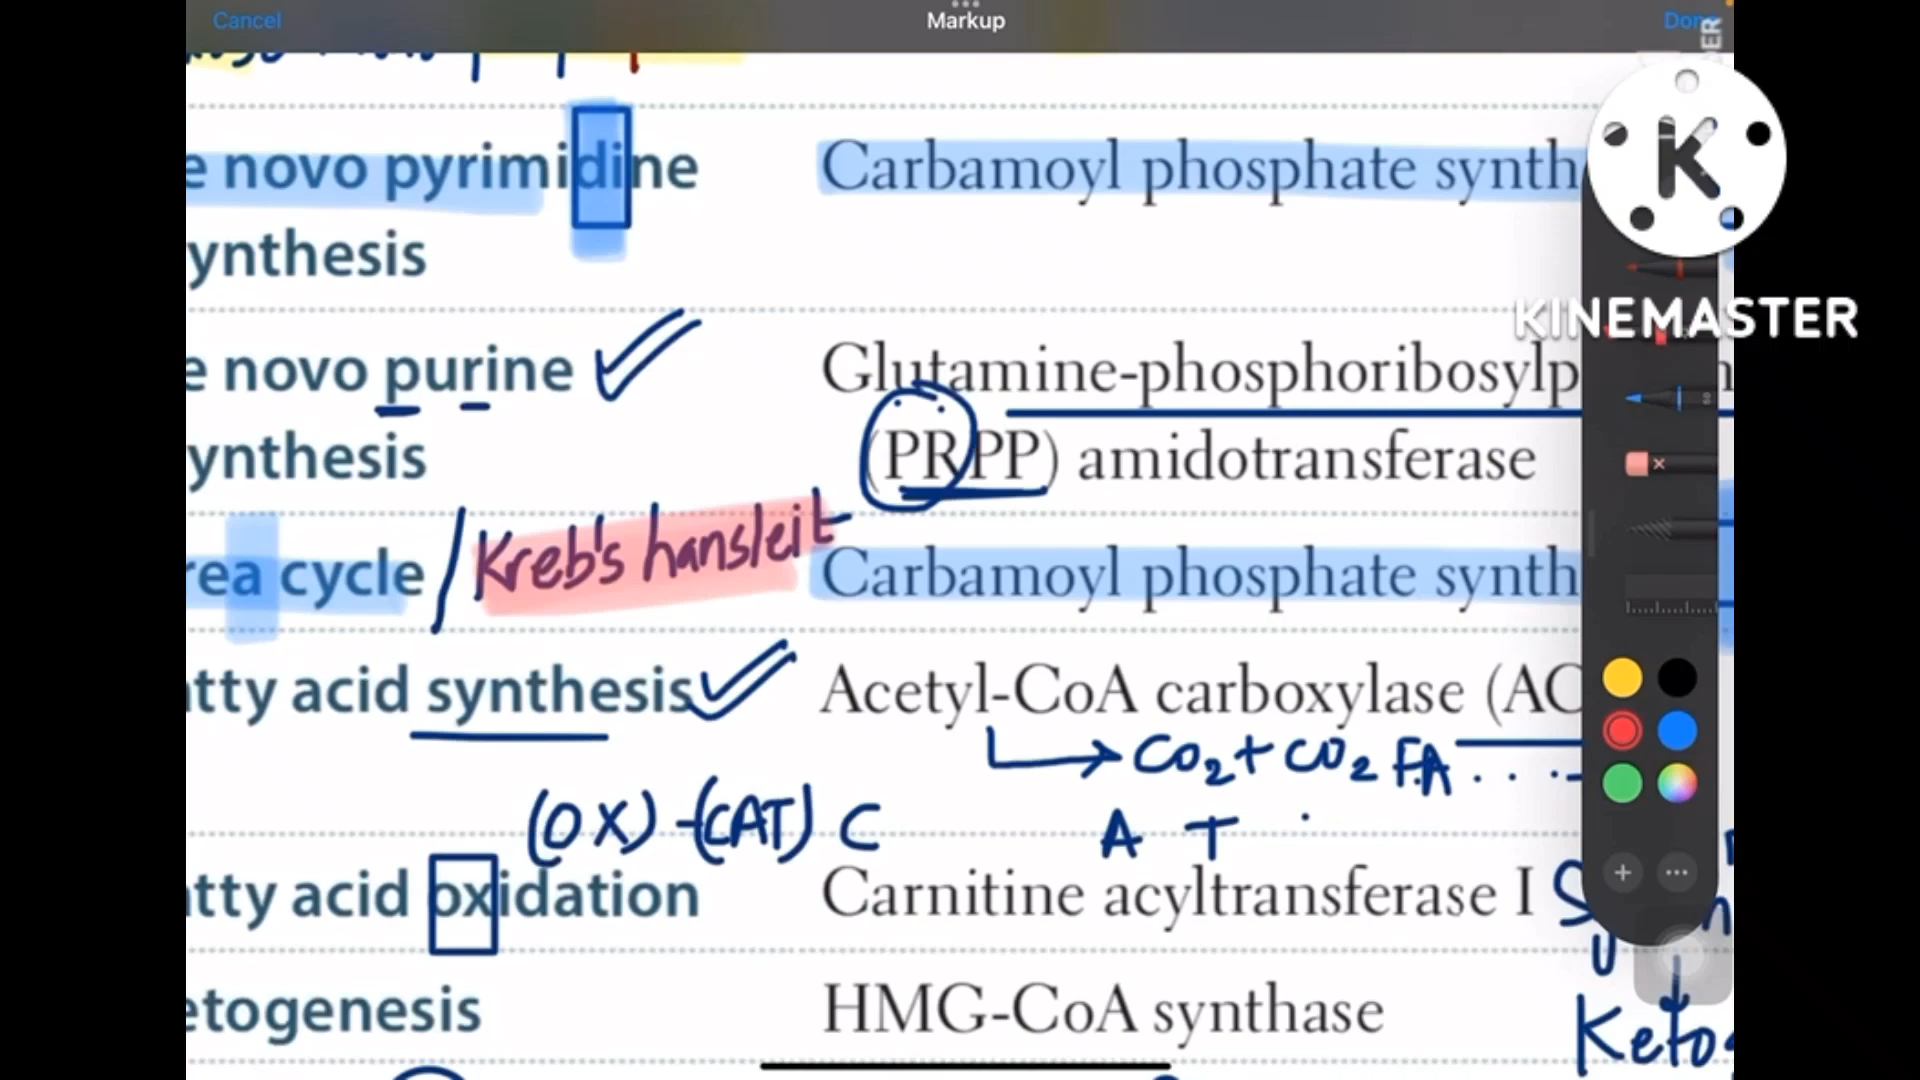 Cancel
Markup
e novo pyrimidine
Carbamoyl phosphate synth
ynthesis
KINEMASTER
e novo purine
Glutamine-phosphoribosylp
ynthesis
(PRPP) amidotransferase
rea cycle
/ Kreb's hansleit
Carbamoyl phosphate synth
tty acid synthesis
Acetyl-CoA carboxylase (AC
CO2 + CO2 FA....
(OX) - (CAT) C
A T
tty acid oxidation
Carnitine acyltransferase I
etogenesis
HMG-CoA synthase
Keto